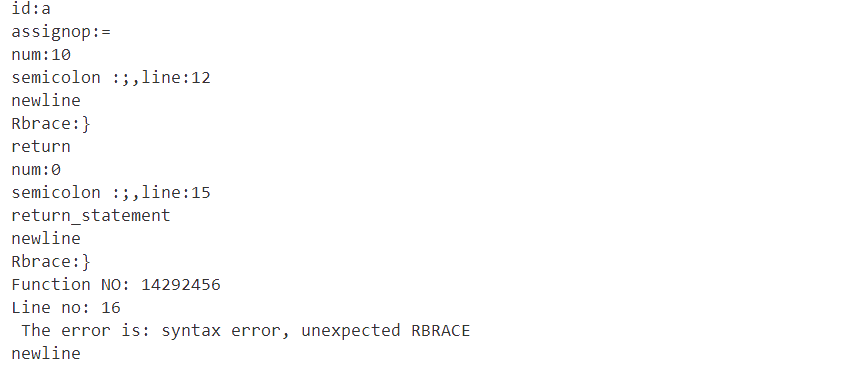 id:a
assignop:=
num:10
semicolon :;,line:12
newline
Rbrace:}
return
num:0
semicolon :;,line:15
return_statement
newline
Rbrace:}
Function NO: 14292456
Line no: 16
 The error is: syntax error, unexpected RBRACE
newline